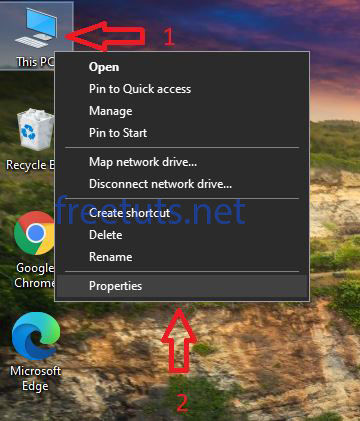 1
This PC
Open
Pin to Quick access
Manage
Pin to Start
Map network drive...
Disconnect network drive...
freetuts.net
Create shortcut
Delete
Rename
Properties
Recycle B
Google
Chrome
Microsoft
Edge
2